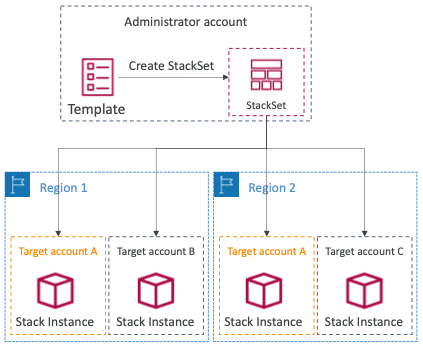 Administrator account
Create StackSet
Template
StackSet
Region 1
Region 2
Target account A
Target account B
Target account A
Target account C
Stack Instance
Stack Instance
Stack Instance
Stack Instance